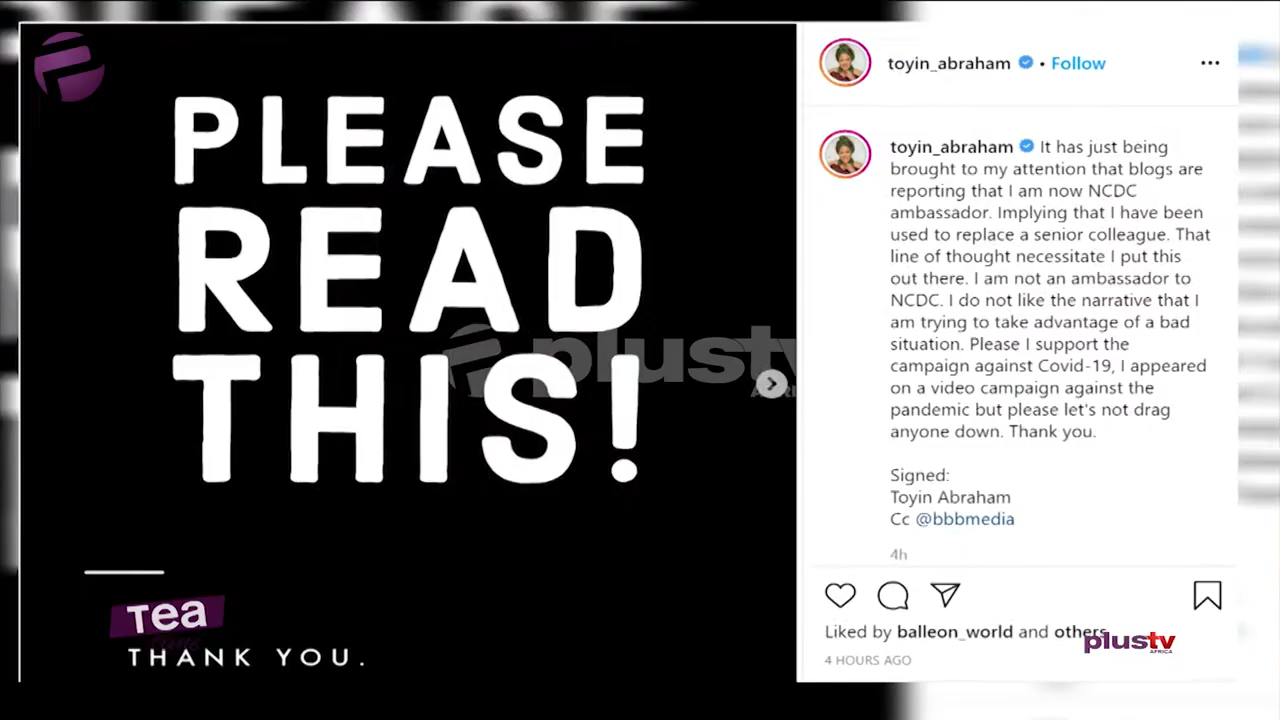 PLEASE
READ
THIS!
plustv
Tea
THANK YOU.
toyin_abraham • Follow
toyin_abraham It has just being
brought to my attention that blogs are
reporting that I am now NCDC
ambassador. Implying that I have been
used to replace a senior colleague. That
line of thought necessitate I put this
out there. I am not an ambassador to
NCDC. I do not like the narrative that I
am trying to take advantage of a bad
situation. Please I support the
campaign against Covid-19, I appeared
on a video campaign against the
pandemic but please let's not drag
anyone down. Thank you.
Signed:
Toyin Abraham
Cc @bbbmedia
4h
Liked by balleon_world and others
4 HOURS AGO
plustv
AFRICA